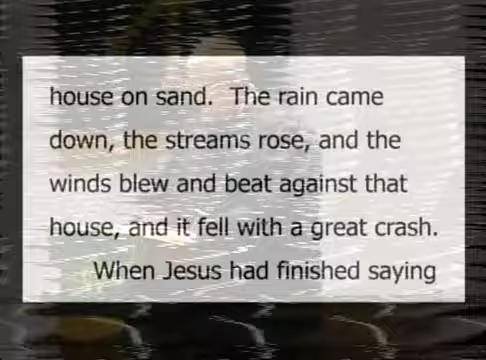 house on sand.  The rain came
down, the streams rose, and the
winds blew and beat against that
house, and it fell with a great crash.
When Jesus had finished saying